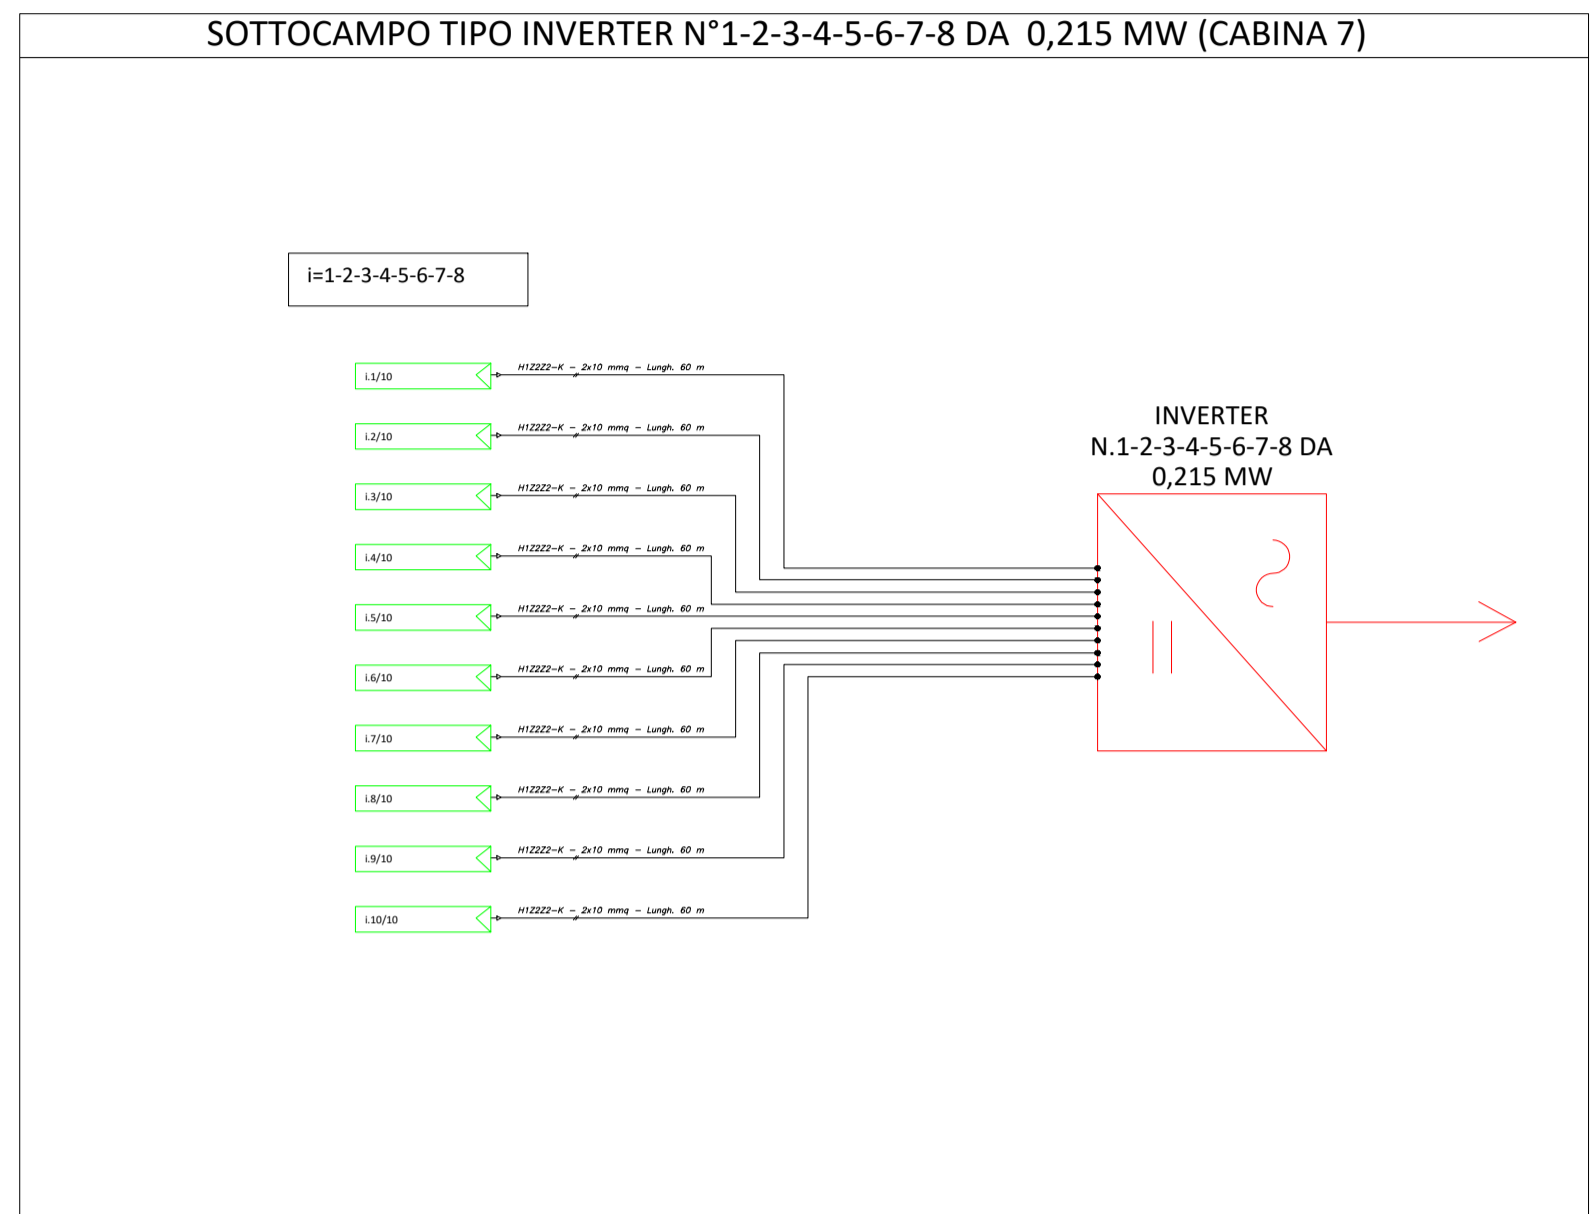 SOTTOCAMPO TIPO INVERTER N°1-2-3-4-5-6-7-8 DA 0,215 MW (CABINA 7)
i=1-2-3-4-5-6-7-8
i.1/10 H1Z2Z2-K - 2x10 mmq - Lungh. 60 m
i.2/10 H1Z2Z2-K - 2x10 mmq - Lungh. 60 m
INVERTER
N.1-2-3-4-5-6-7-8 DA
0,215 MW
i.3/10 H1Z2Z2-K - 2x10 mmq - Lungh. 60 m
i.4/10 H1Z2Z2-K - 2x10 mmq - Lungh. 60 m
i.5/10 H1Z2Z2-K - 2x10 mmq - Lungh. 60 m
i.6/10 H1Z2Z2-K - 2x10 mmq - Lungh. 60 m
i.7/10 H1Z2Z2-K - 2x10 mmq - Lungh. 60 m
i.8/10 H1Z2Z2-K - 2x10 mmq - Lungh. 60 m
i.9/10 H1Z2Z2-K - 2x10 mmq - Lungh. 60 m
i.10/10 H1Z2Z2-K - 2x10 mmq - Lungh. 60 m